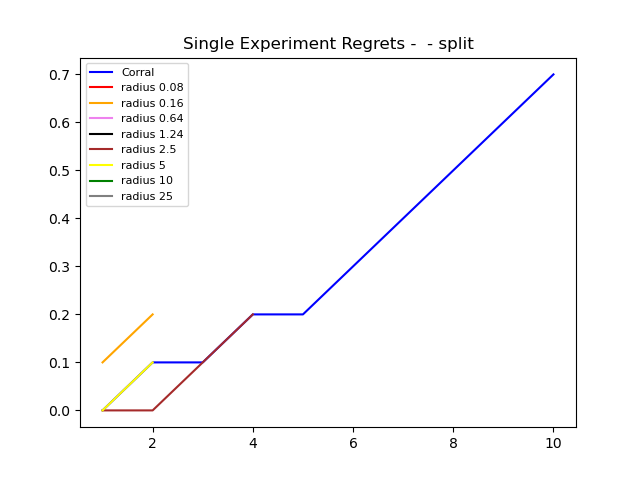 Single Experiment Regrets -  - split
0.7
0.6
0.5
0.4
0.3
0.2
0.1
0.0
Corral
radius 0.08
radius 0.16
radius 0.64
radius 1.24
radius 2.5
radius 5
radius 10
radius 25
2 4 6 8 10